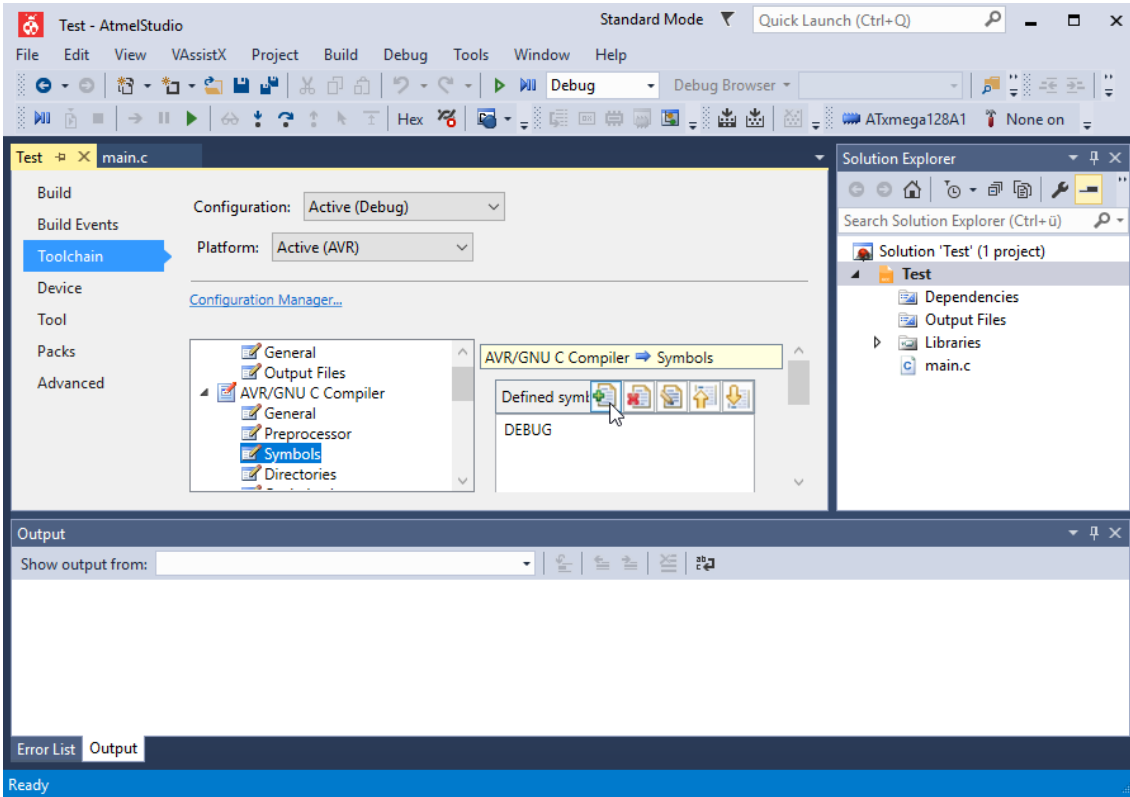 Test - AtmelStudio
Standard Mode
Quick Launch (Ctrl+Q)
File Edit View VAssistX Project Build Debug Tools Window Help
Debug
Debug Browser
Hex
ATxmega128A1
None on
Test
main.c
Build
Build Events
Toolchain
Device
Tool
Packs
Advanced
Configuration: Active (Debug)
Platform: Active (AVR)
Configuration Manager...
General
Output Files
AVR/GNU C Compiler
General
Preprocessor
Symbols
Directories
AVR/GNU C Compiler Symbols
Defined syml
DEBUG
Solution Explorer
Search Solution Explorer (Ctrl+ü)
Solution 'Test' (1 project)
Test
Dependencies
Output Files
Libraries
main.c
Output
Show output from:
Error List
Output
Ready